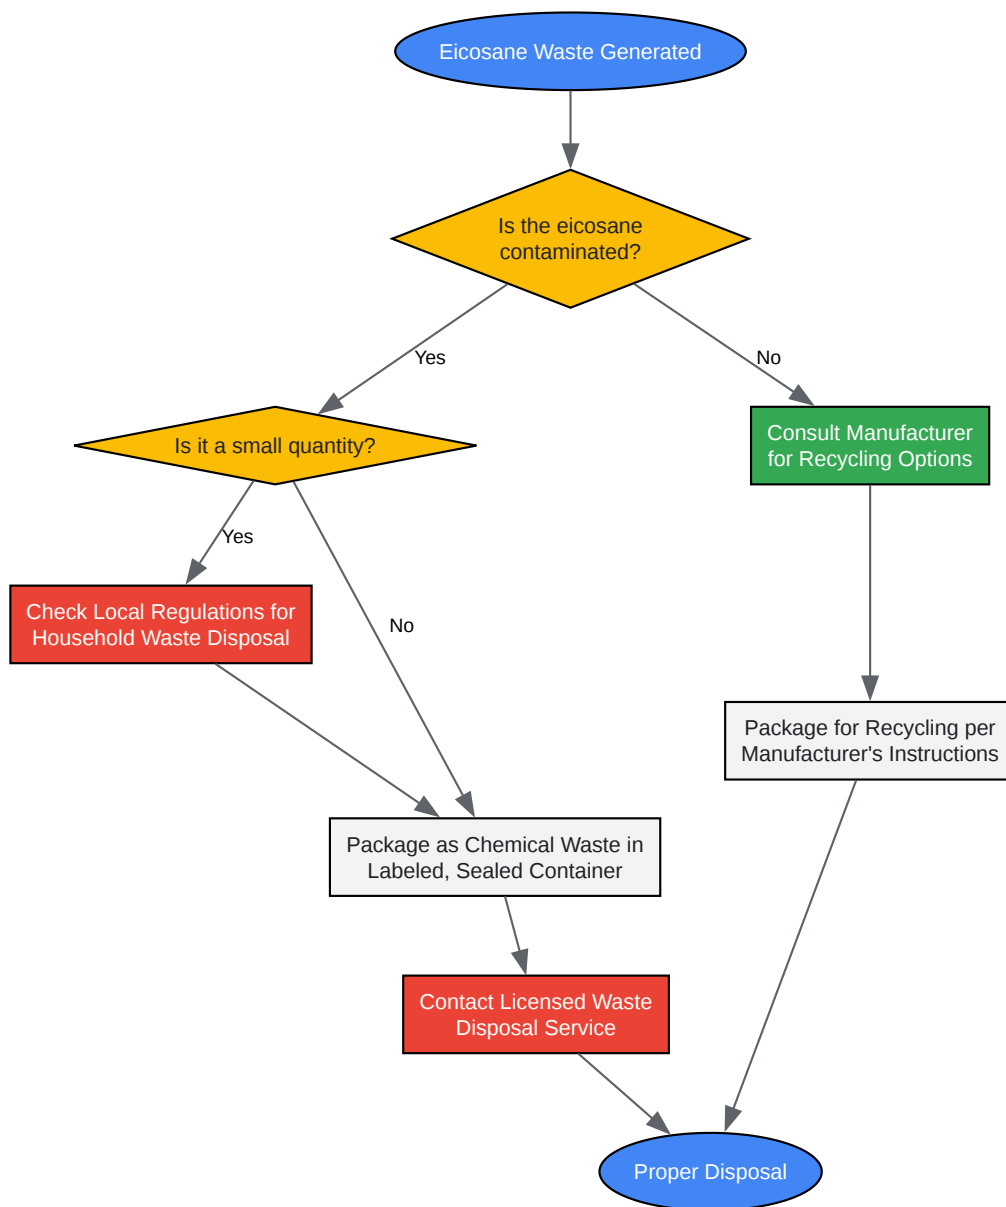 Eicosane Waste Generated
Is the eicosane
contaminated?
Yes
No
Is it a small quantity?
Consult Manufacturer
for Recycling Options
Yes
Check Local Regulations for
Household Waste Disposal
No
Package for Recycling per
Manufacturer's Instructions
Package as Chemical Waste in
Labeled, Sealed Container
Contact Licensed Waste
Disposal Service
Proper Disposal